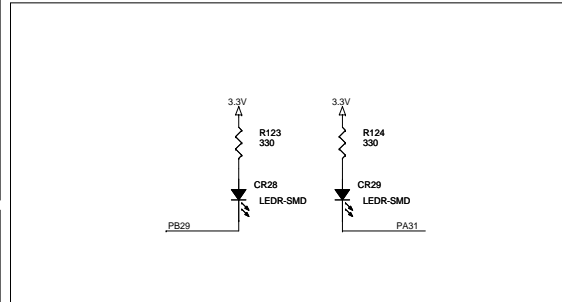 3.3V
3.3V
R123
330
R124
330
CR28
LEDR-SMD
CR29
LEDR-SMD
PB29
PA31